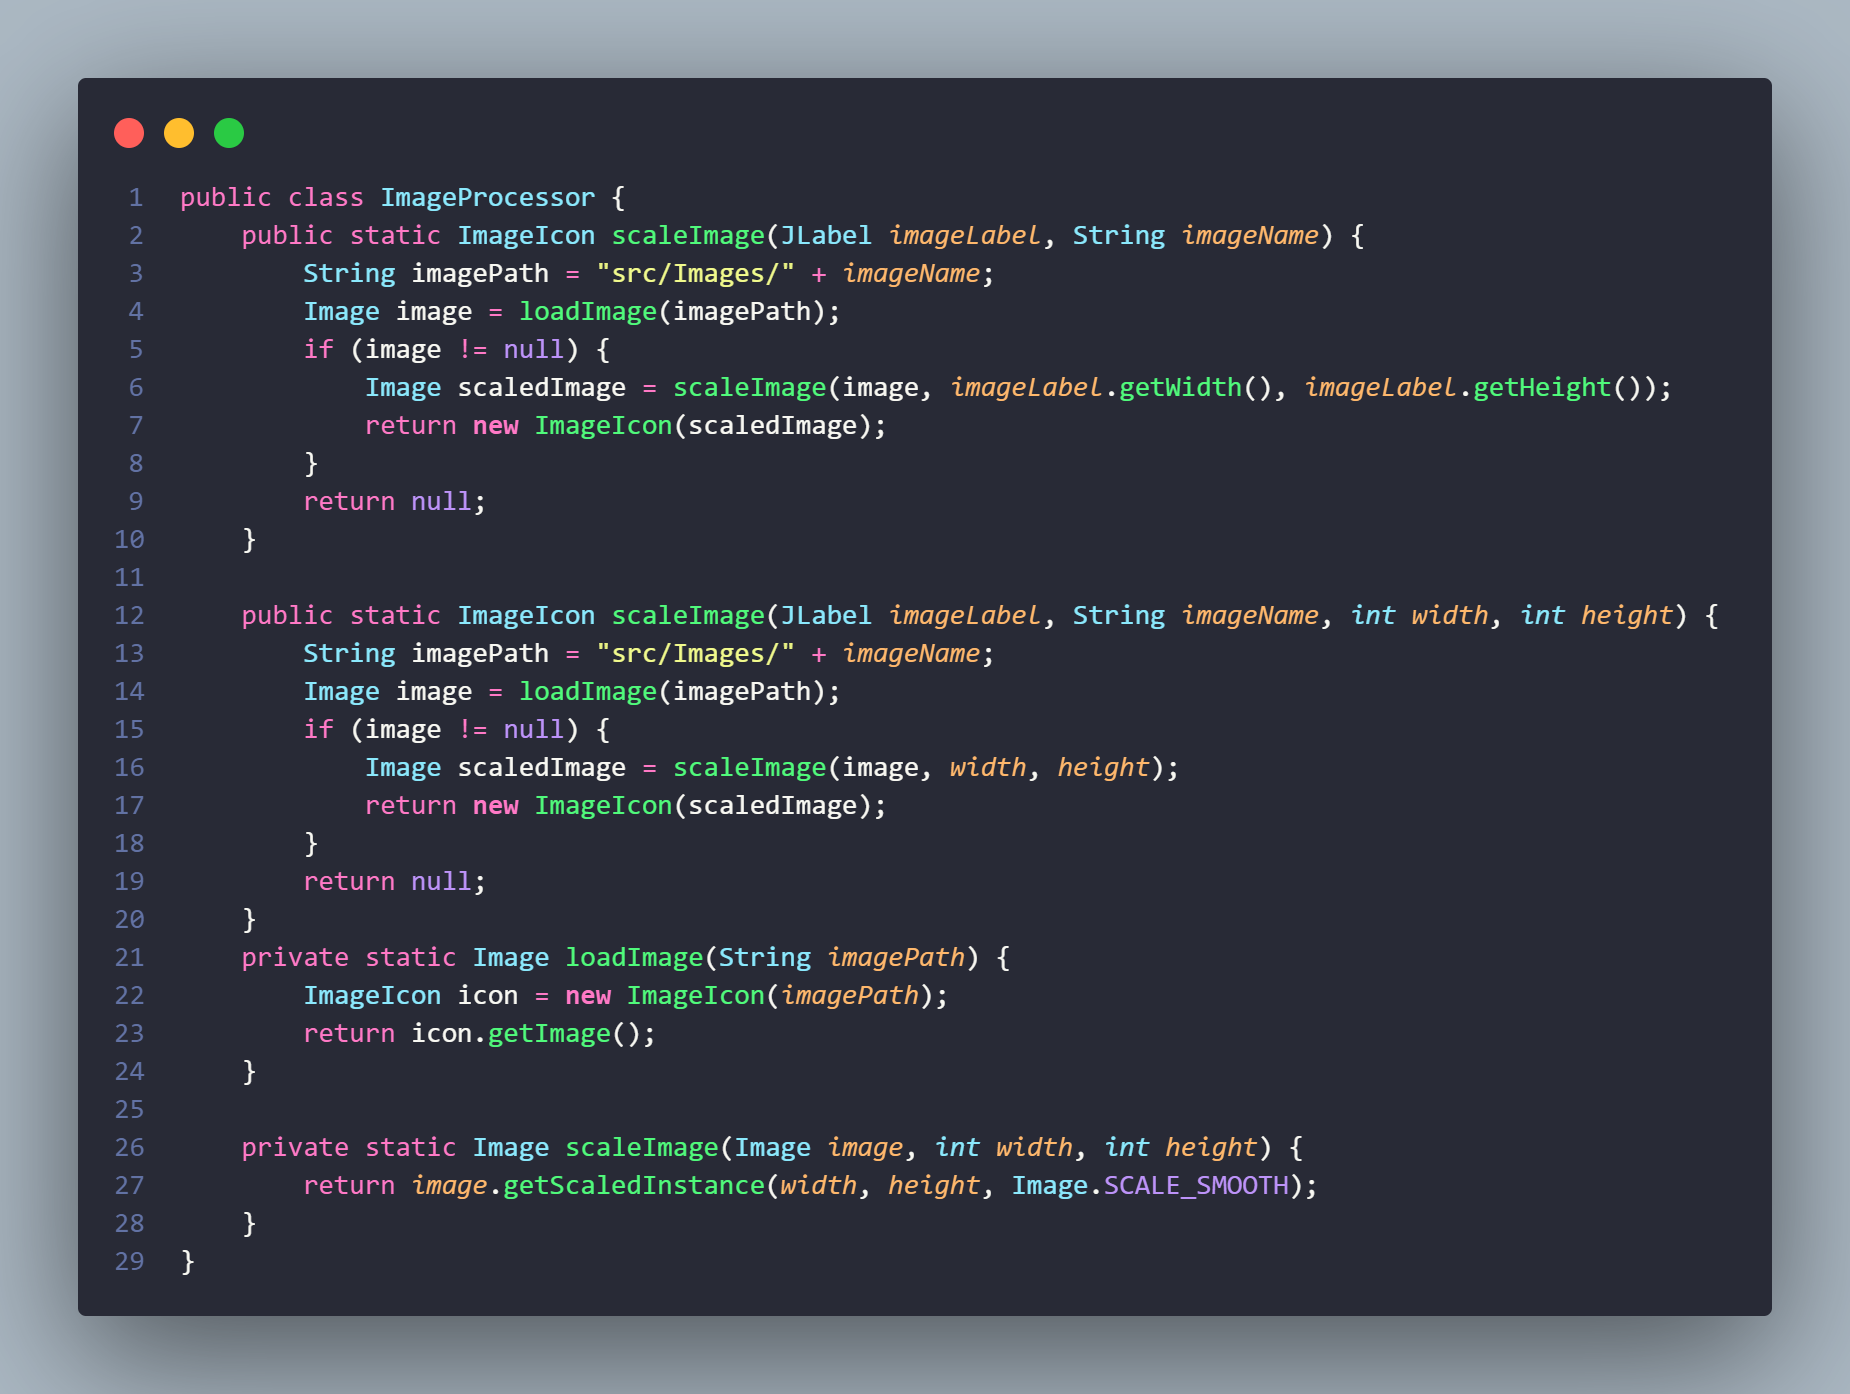 1 public class ImageProcessor {
2     public static ImageIcon scaleImage(JLabel imageLabel, String imageName) {
3         String imagePath = "src/Images/" + imageName;
4         Image image = loadImage(imagePath);
5         if (image != null) {
6             Image scaledImage = scaleImage(image, imageLabel.getWidth(), imageLabel.getHeight());
7             return new ImageIcon(scaledImage);
8         }
9         return null;
10     }
11
12     public static ImageIcon scaleImage(JLabel imageLabel, String imageName, int width, int height) {
13         String imagePath = "src/Images/" + imageName;
14         Image image = loadImage(imagePath);
15         if (image != null) {
16             Image scaledImage = scaleImage(image, width, height);
17             return new ImageIcon(scaledImage);
18         }
19         return null;
20     }
21     private static Image loadImage(String imagePath) {
22         ImageIcon icon = new ImageIcon(imagePath);
23         return icon.getImage();
24     }
25
26     private static Image scaleImage(Image image, int width, int height) {
27         return image.getScaledInstance(width, height, Image.SCALE_SMOOTH);
28     }
29 }